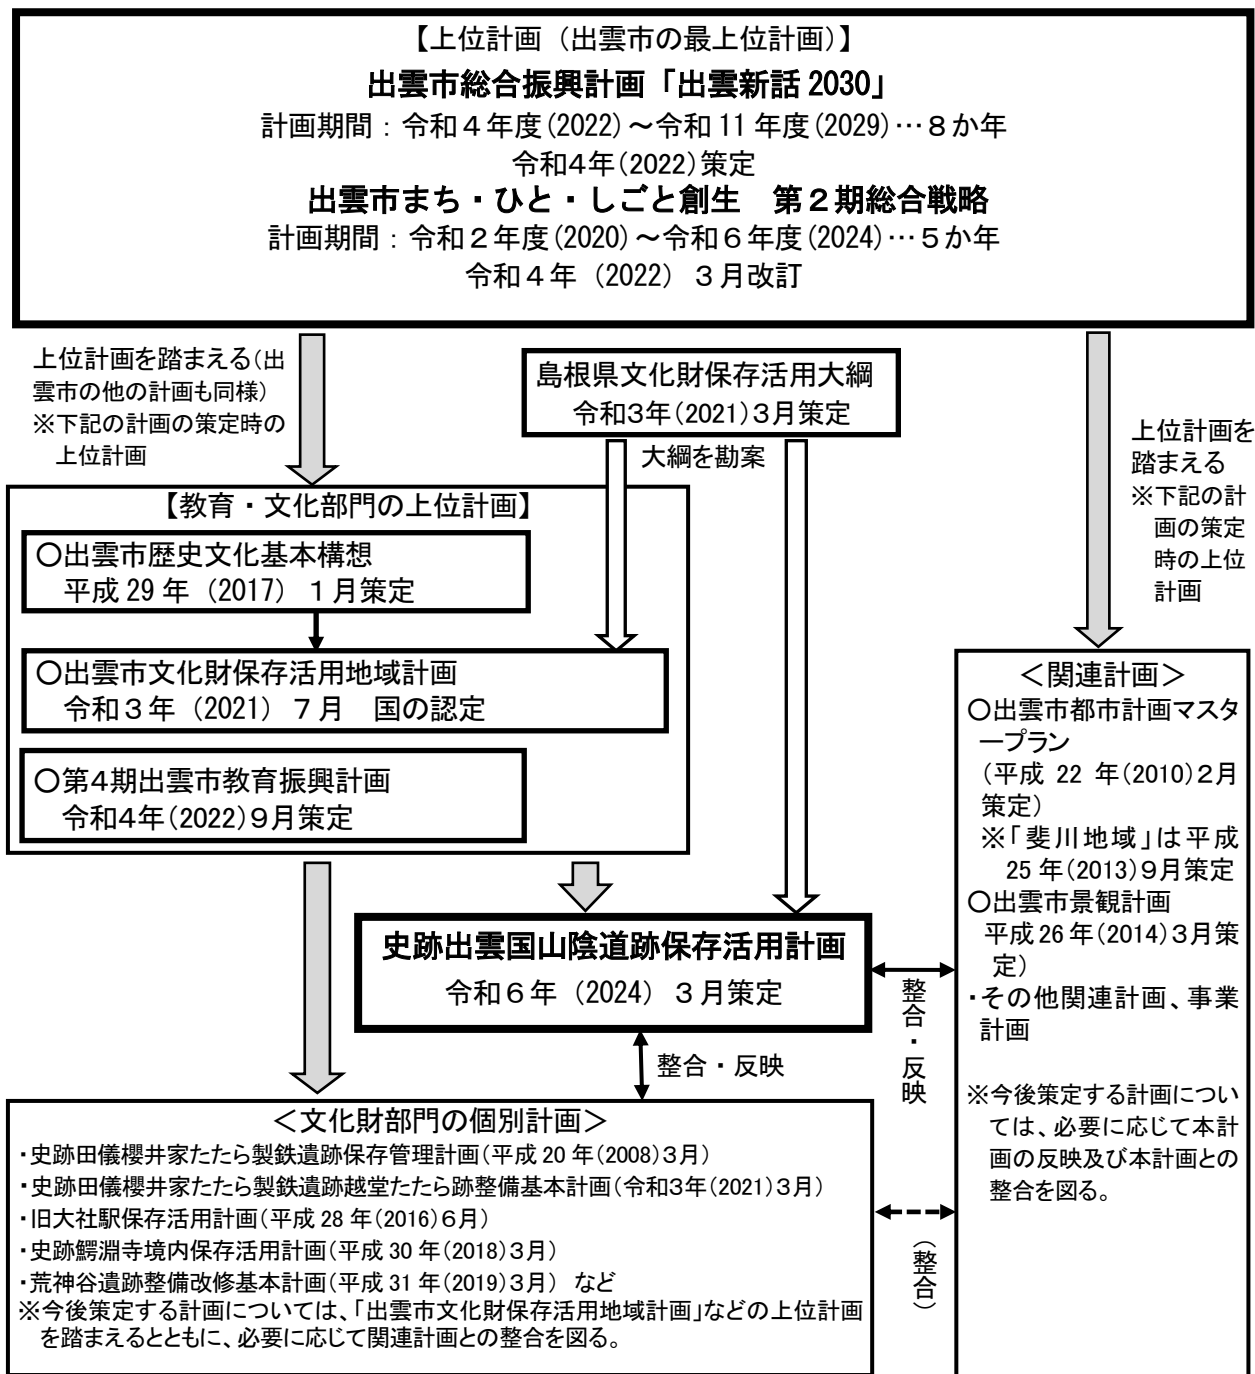 【上位計画（出雲市の最上位計画）】
出雲市総合振興計画「出雲新話 2030」
計画期間：令和４年度(2022)～令和 11 年度(2029)…８か年
令和4年(2022)策定
出雲市まち・ひと・しごと創生　第２期総合戦略
計画期間：令和２年度(2020)～令和６年度(2024)…５か年
令和４年（2022）３月改訂
上位計画を踏まえる（出
雲市の他の計画も同様）
※下記の計画の策定時の
上位計画
島根県文化財保存活用大綱
令和3年(2021)3月策定
大綱を勘案
上位計画を
踏まえる
※下記の計
画の策定
時の上位
計画
【教育・文化部門の上位計画】
○出雲市歴史文化基本構想
平成 29 年（2017）１月策定
○出雲市文化財保存活用地域計画
令和３年（2021）７月　国の認定
○第4期出雲市教育振興計画
令和4年(2022)9月策定
＜関連計画＞
○出雲市都市計画マスタ
ープラン
（平成 22 年(2010)2月
策定）
※「斐川地域」は平成
25 年(2013)9月策定
○出雲市景観計画
平成 26 年(2014)3月策
定）
・その他関連計画、事業
計画
※今後策定する計画につい
ては、必要に応じて本計
画の反映及び本計画との
整合を図る。
史跡出雲国山陰道跡保存活用計画
令和６年（2024）３月策定
整合・反映
整合・反映
＜文化財部門の個別計画＞
・史跡田儀櫻井家たたら製鉄遺跡保存管理計画（平成 20 年(2008)3月）
・史跡田儀櫻井家たたら製鉄遺跡越堂たたら跡整備基本計画（令和3年(2021)3月）
・旧大社駅保存活用計画（平成 28 年(2016)6月）
・史跡鰐淵寺境内保存活用計画（平成 30 年(2018)3月）
・荒神谷遺跡整備改修基本計画（平成 31 年(2019)3月） など
※今後策定する計画については、「出雲市文化財保存活用地域計画」などの上位計画
を踏まえるとともに、必要に応じて関連計画との整合を図る。
（整合）